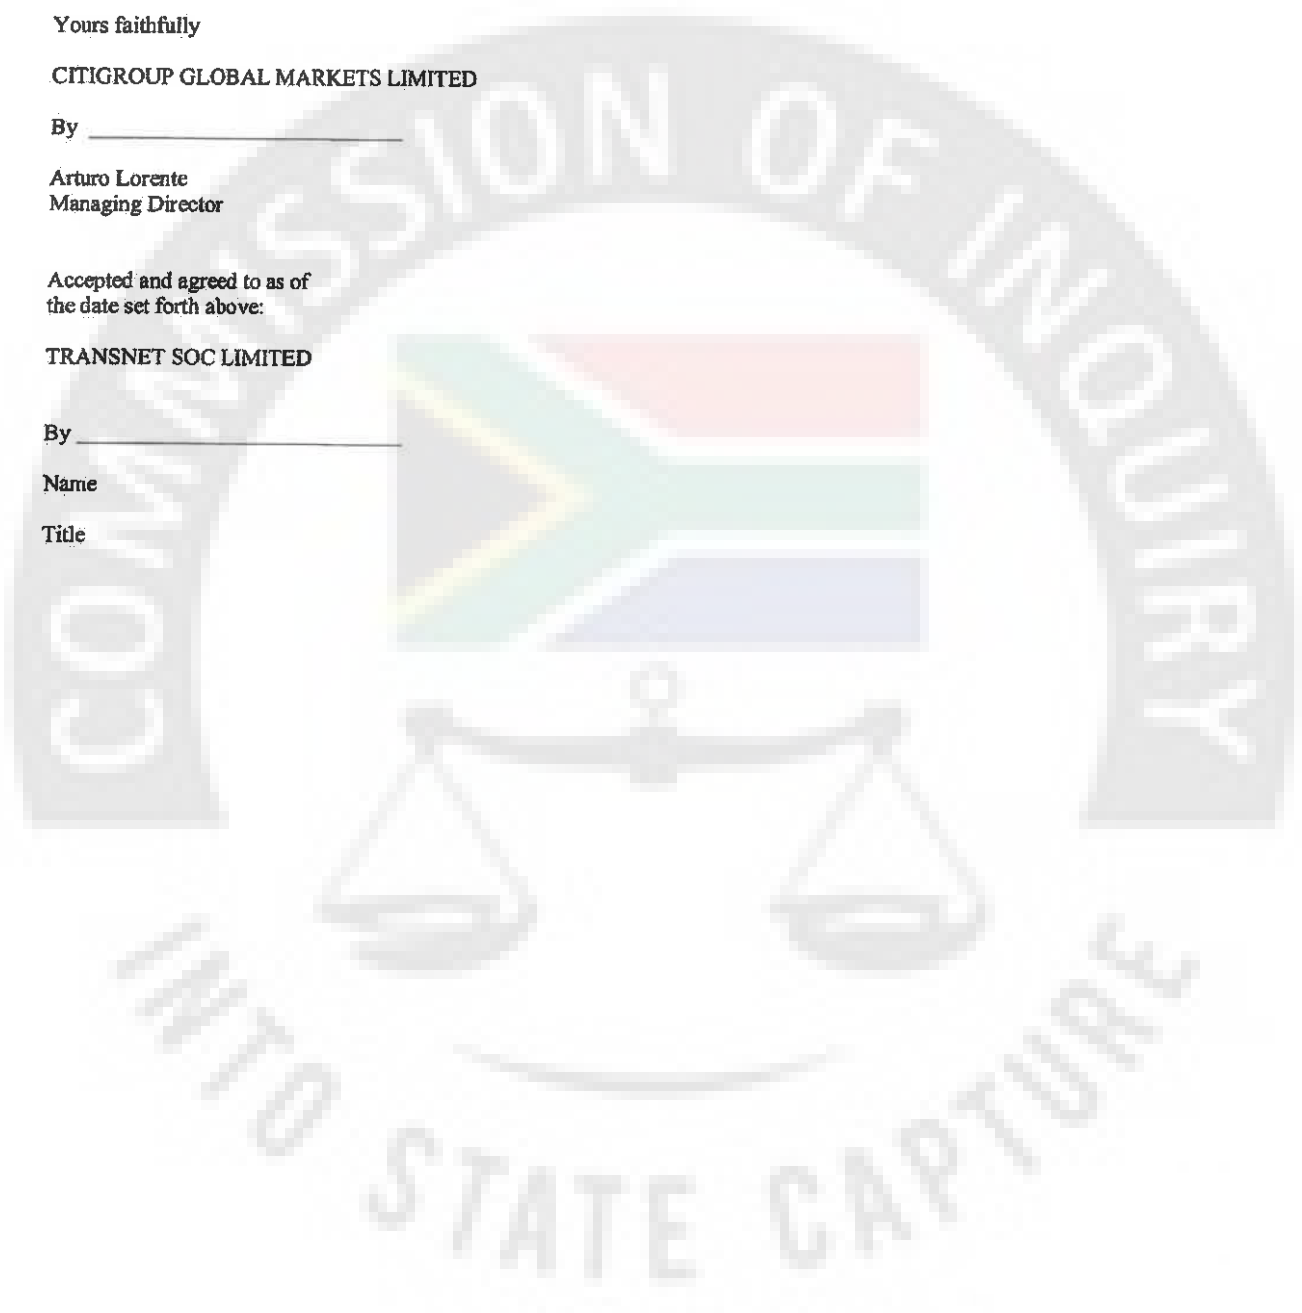 Yours faithfully
CITIGROUP GLOBAL MARKETS LIMITED
By
Arturo Lorente
Managing Director
Accepted and agreed to as of
the date set forth above:
TRANSNET SOC LIMITED
By
Name
Title
COMMISSION OF INQUIRY
INTO STATE CAPTURE